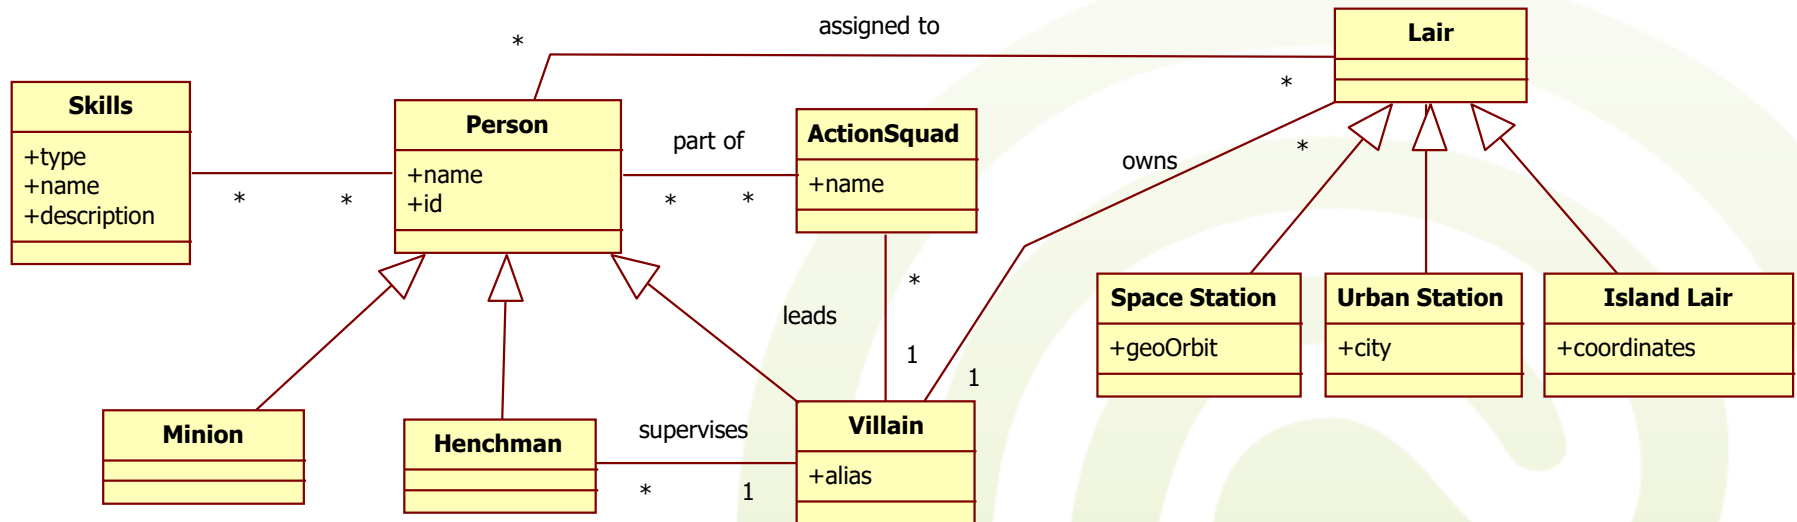 assigned to
*
*
Lair
Skills
+type
+name
+description
*
*
Person
+name
+id
part of
*
*
ActionSquad
+name
owns
*
1
*
leads
1
Space Station
+geoOrbit
Urban Station
+city
Island Lair
+coordinates
Minion
Henchman
supervises
*
1
Villain
+alias